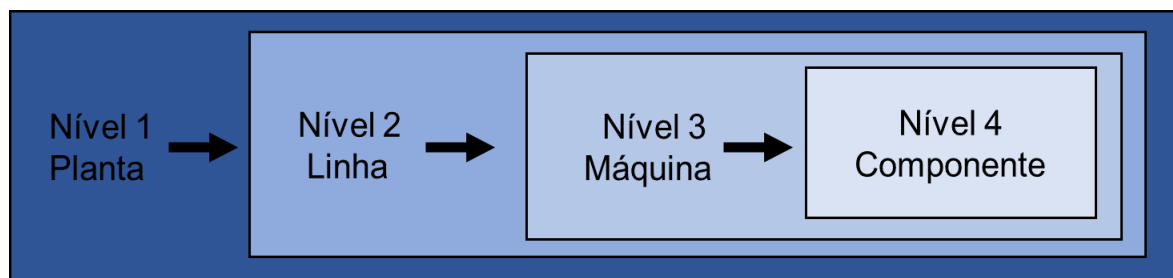 Nível 1
Planta
Nível 2
Linha
Nível 3
Máquina
Nível 4
Componente